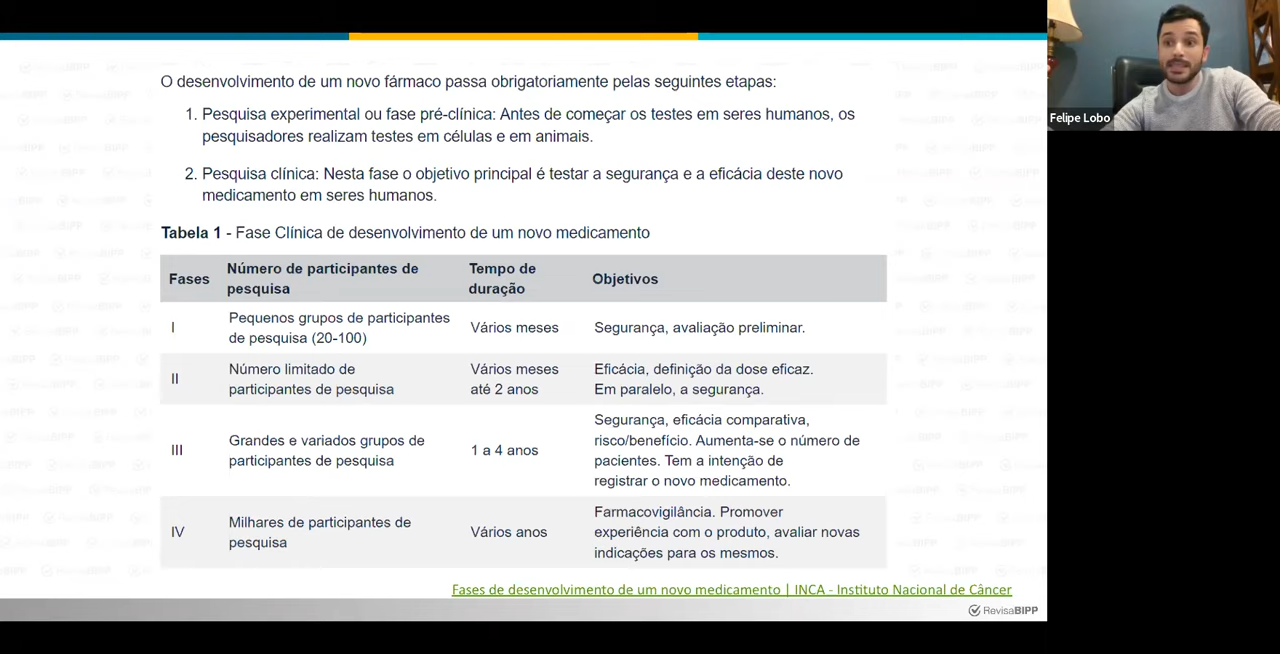 O desenvolvimento de um novo fármaco passa obrigatoriamente pelas seguintes etapas:
1. Pesquisa experimental ou fase pré-clínica: Antes de começar os testes em seres humanos, os
pesquisadores realizam testes em células e em animais.
2. Pesquisa clínica: Nesta fase o objetivo principal é testar a segurança e a eficácia deste novo
medicamento em seres humanos.
Tabela 1 - Fase Clínica de desenvolvimento de um novo medicamento
Fases
Número de participantes de
pesquisa
Tempo de
duração
Objetivos
I
Pequenos grupos de participantes
de pesquisa (20-100)
Vários meses
Segurança, avaliação preliminar.
II
Número limitado de
participantes de pesquisa
Vários meses
até 2 anos
Eficácia, definição da dose eficaz.
Em paralelo, a segurança.
III
Grandes e variados grupos de
participantes de pesquisa
1 a 4 anos
Segurança, eficácia comparativa,
risco/benefício. Aumenta-se o número de
pacientes. Tem a intenção de
registrar o novo medicamento.
IV
Milhares de participantes de
pesquisa
Vários anos
Farmacovigilância. Promover
experiência com o produto, avaliar novas
indicações para os mesmos.
Fases de desenvolvimento de um novo medicamento | INCA - Instituto Nacional de Câncer
RevisaBIPP
Felipe Lobo